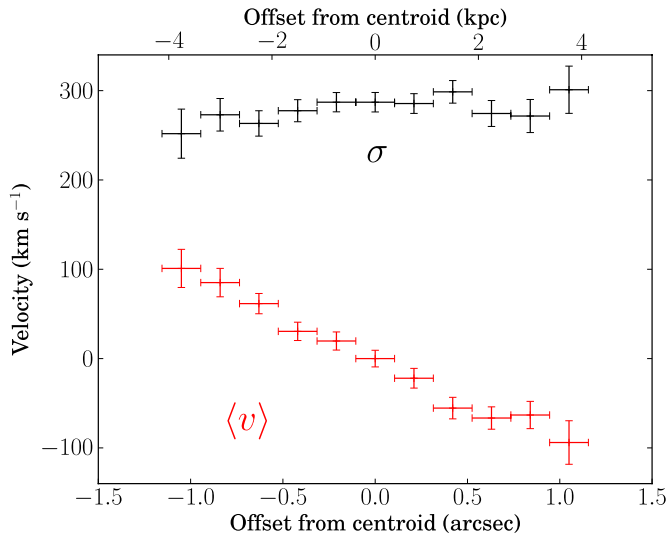 Offset from centroid (kpc)
−4 −2 0 2 4
300
σ
200
Velocity (km s⁻¹)
100
0
⟨v⟩
−100
−1.5 −1.0 −0.5 0.0 0.5 1.0 1.5
Offset from centroid (arcsec)